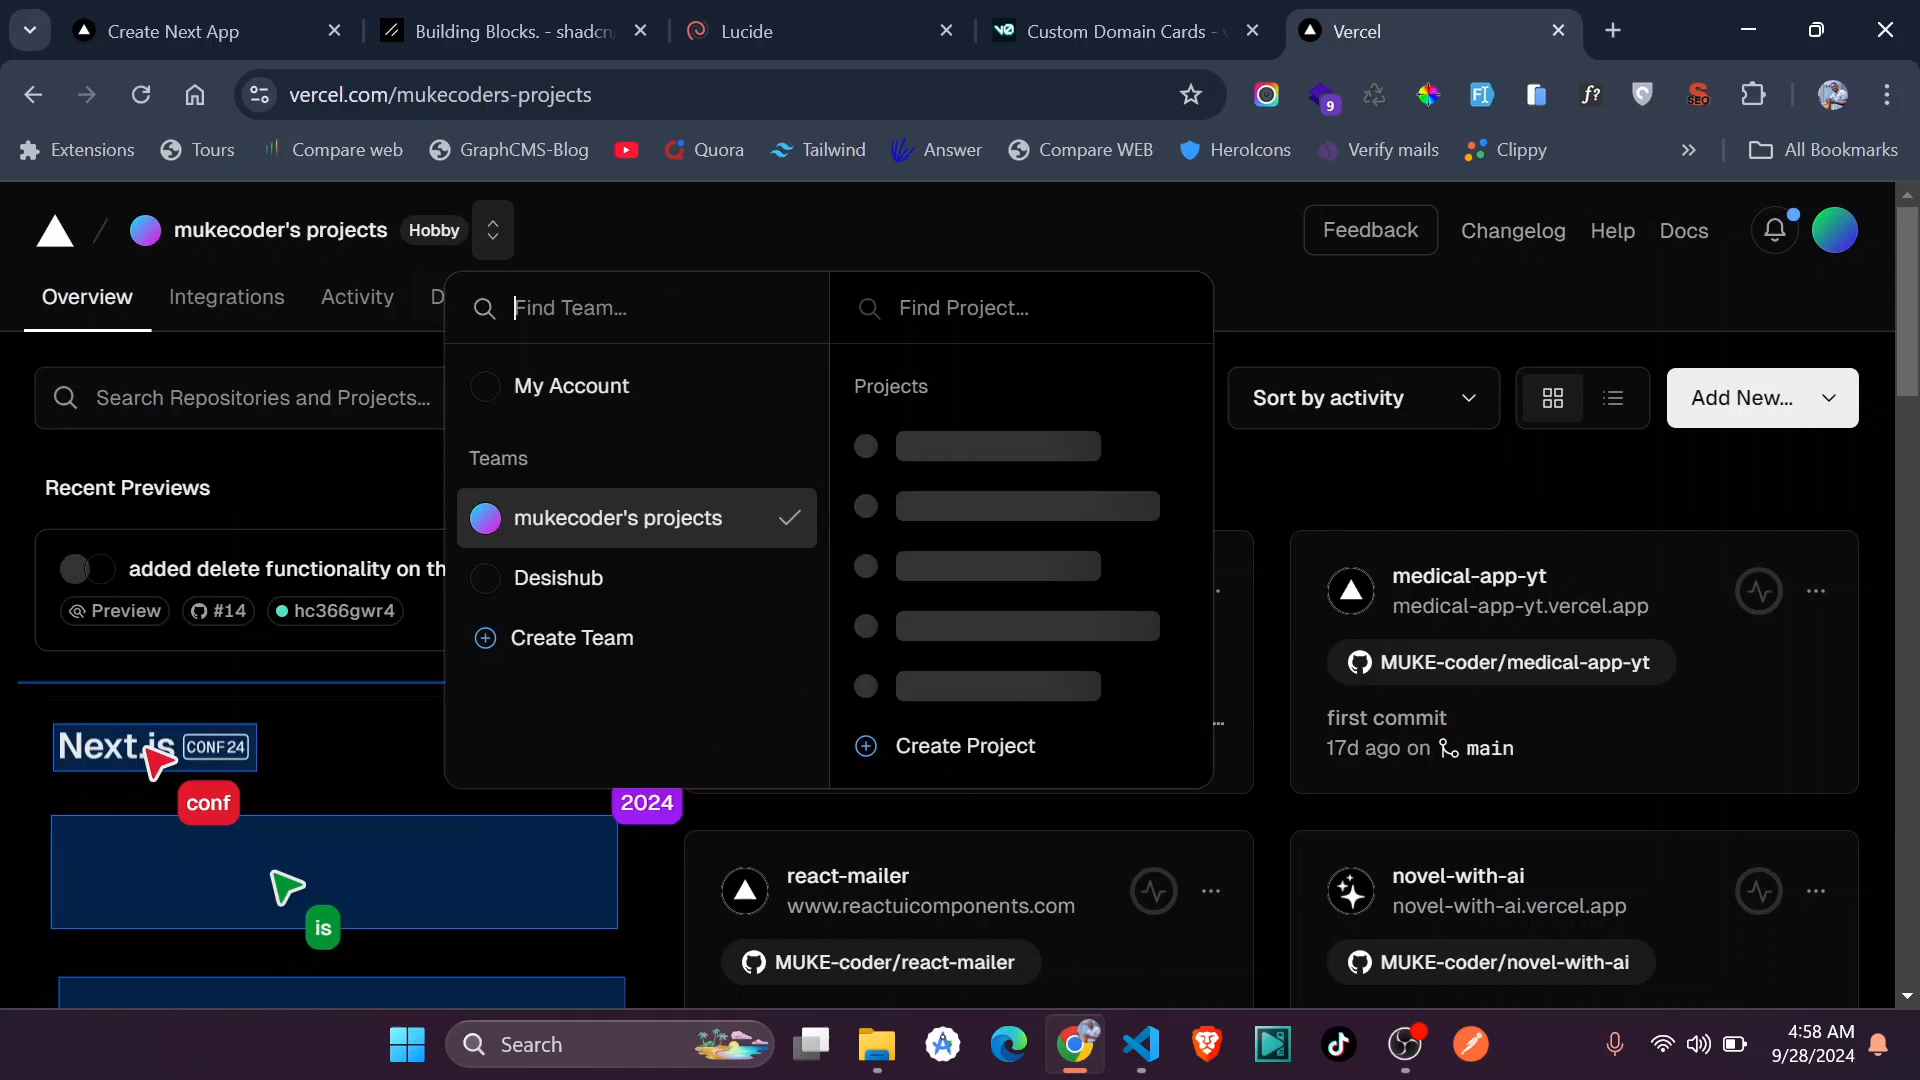 Create Next App
Building Blocks. - shadcn
Lucide
Custom Domain Cards -
Vercel
vercel.com/mukecoders-projects
9
f?
SEO
Extensions
Tours
Compare web
GraphCMS-Blog
Quora
Tailwind
Answer
Compare WEB
HeroIcons
Verify mails
Clippy
All Bookmarks
mukecoder's projects
Hobby
Feedback
Changelog
Help
Docs
Overview
Integrations
Activity
D
Find Team...
Find Project...
Search Repositories and Projects...
My Account
Projects
Sort by activity
Add New...
Teams
Recent Previews
mukecoder's projects
added delete functionality on th
Preview
#14
hc366gwr4
Desishub
Create Team
Create Project
medical-app-yt
medical-app-yt.vercel.app
MUKE-coder/medical-app-yt
first commit
17d ago on main
Next.js CONF24
conf
2024
is
react-mailer
www.reactuicomponents.com
MUKE-coder/react-mailer
novel-with-ai
novel-with-ai.vercel.app
MUKE-coder/novel-with-ai
Search
4:58 AM
9/28/2024